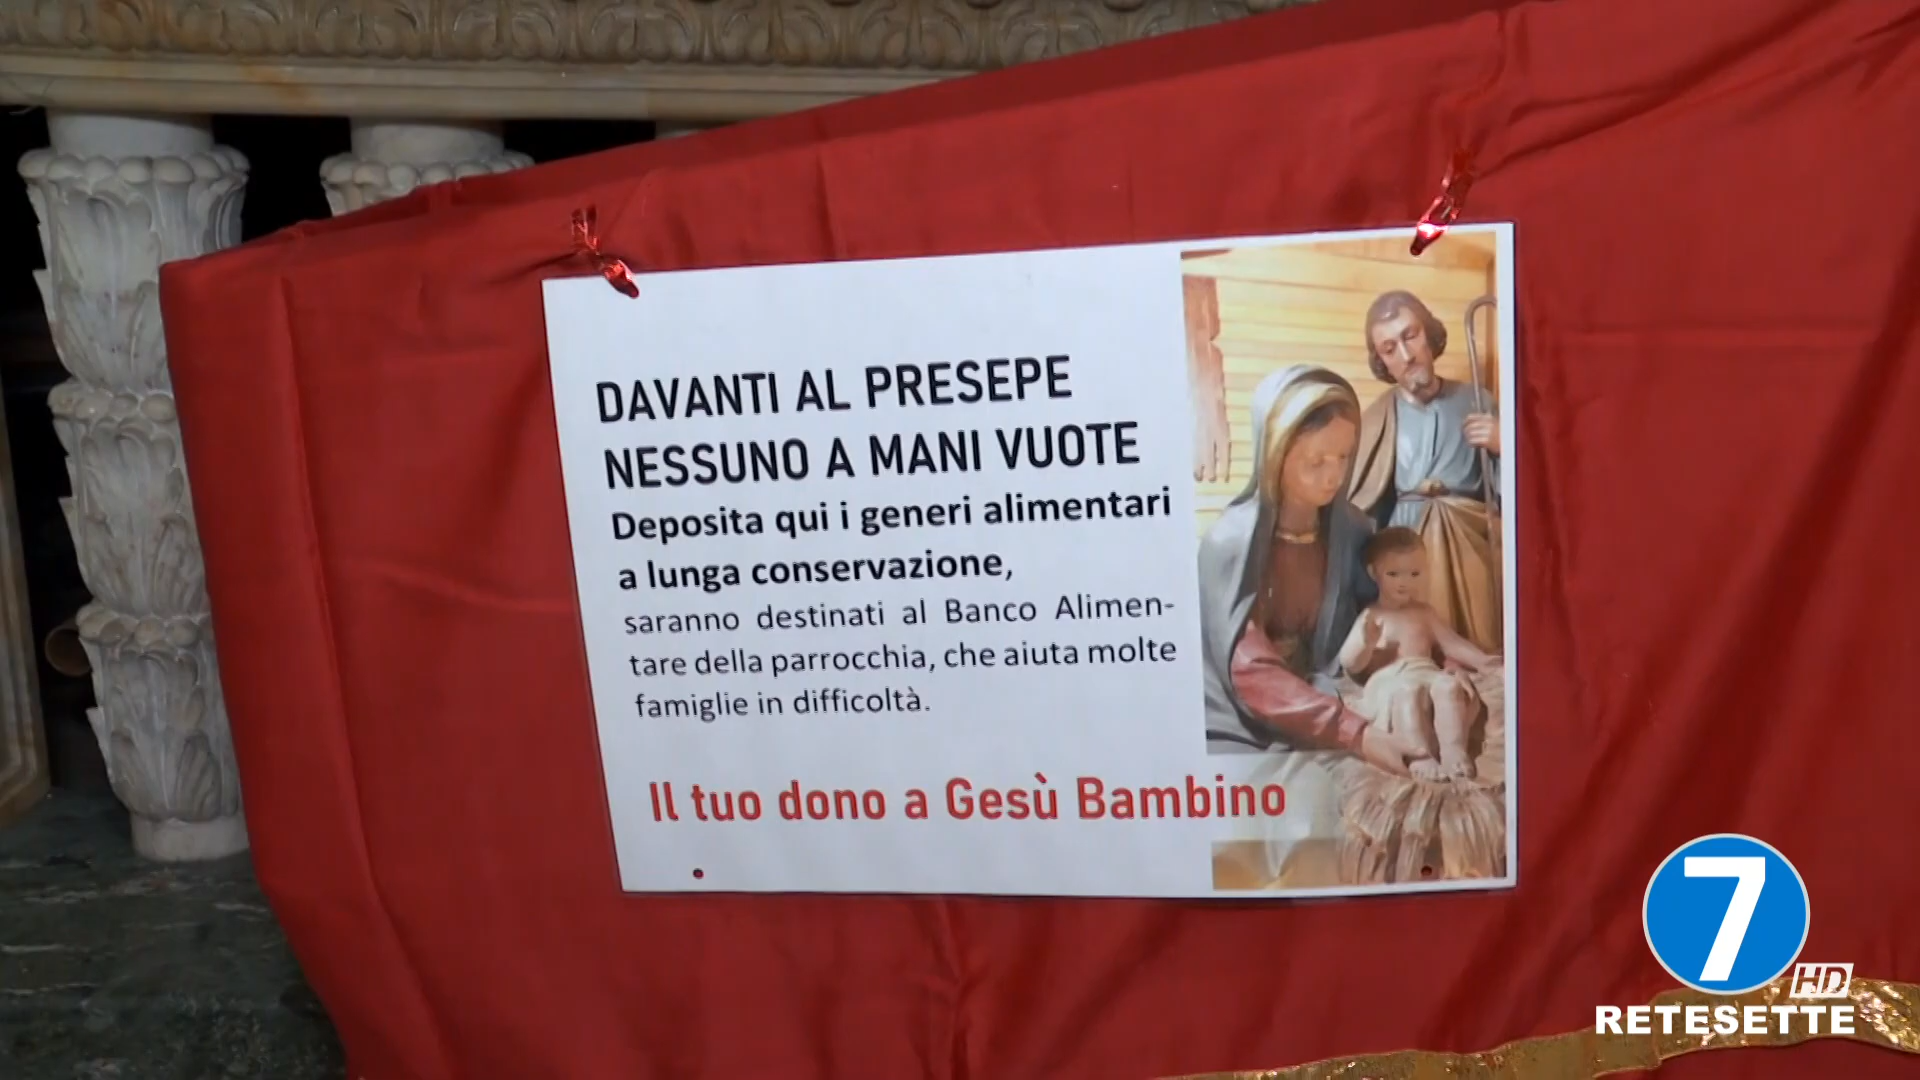 DAVANTI AL PRESEPE
NESSUNO A MANI VUOTE
Deposita qui i generi alimentari
a lunga conservazione,
saranno destinati al Banco Alimen-
tare della parrocchia, che aiuta molte
famiglie in difficoltà.
Il tuo dono a Gesù Bambino
7
HD
RETESETTE